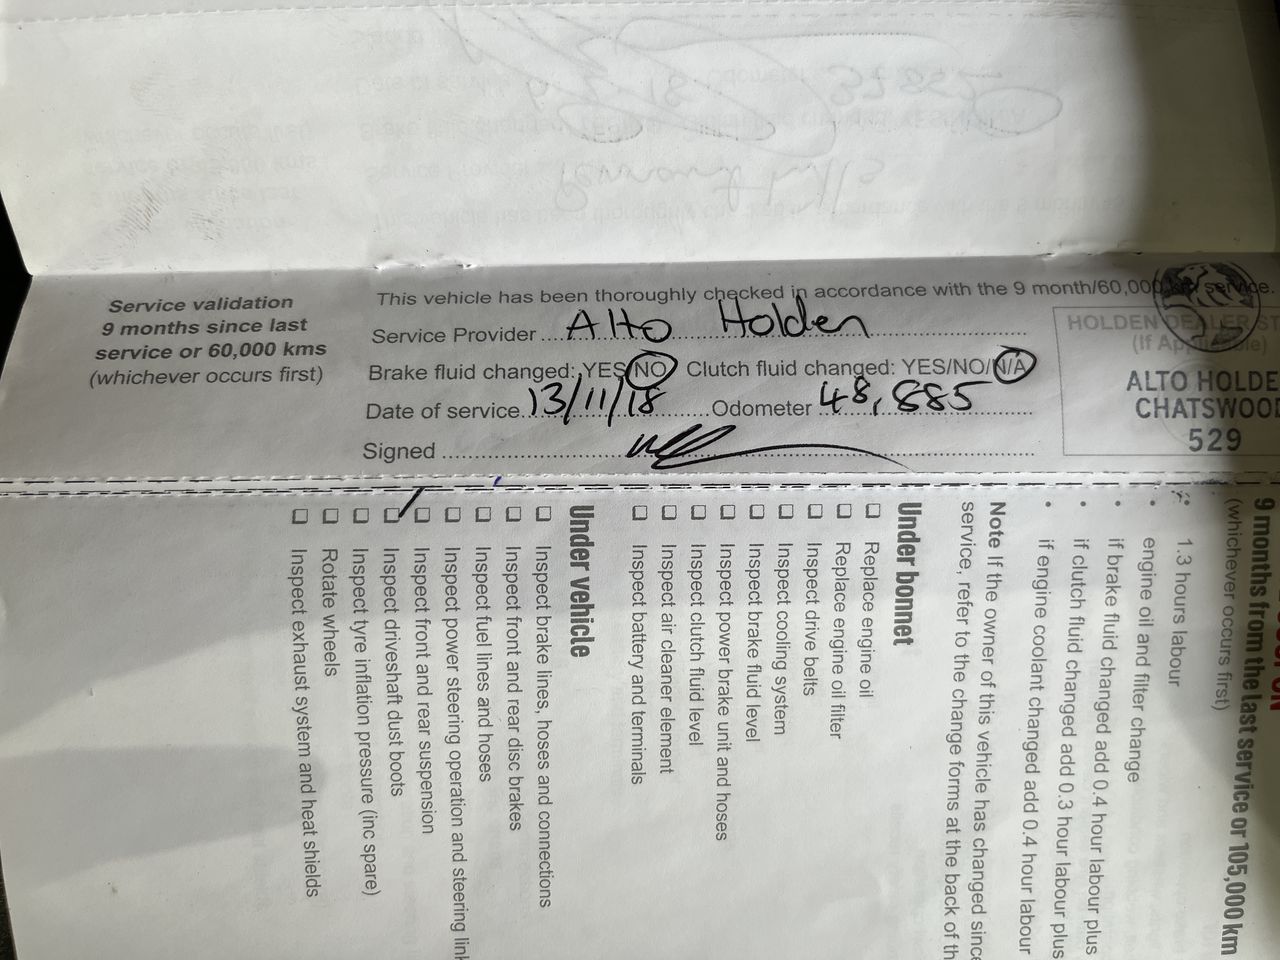 Service validation
9 months since last
service or 60,000 kms
(whichever occurs first)
This vehicle has been thoroughly checked in accordance with the 9 month/60,000 km service.
Service Provider Alto Holden
Brake fluid changed: YES/NO Clutch fluid changed: YES/NO/N/A
Date of service 13/11/18 Odometer 48,885
Signed
HOLDEN DEALER ST
(If Applicable)
ALTO HOLDE
CHATSWOO
529
9 months from the last service or 105,000 km
(whichever occurs first)
1.3 hours labour
• engine oil and filter change
• if brake fluid changed add 0.4 hour labour plus
• if clutch fluid changed add 0.3 hour labour plus
• if engine coolant changed add 0.4 hour labour
Note If the owner of this vehicle has changed since
service, refer to the change forms at the back of th
Under bonnet
☐ Replace engine oil
☐ Replace engine oil filter
☐ Inspect drive belts
☐ Inspect cooling system
☐ Inspect brake fluid level
☐ Inspect power brake unit and hoses
☐ Inspect clutch fluid level
☐ Inspect air cleaner element
☐ Inspect battery and terminals
Under vehicle
☐ Inspect brake lines, hoses and connections
☐ Inspect front and rear disc brakes
☐ Inspect fuel lines and hoses
☐ Inspect power steering operation and steering link
☐ Inspect front and rear suspension
☐ Inspect driveshaft dust boots
☐ Inspect tyre inflation pressure (inc spare)
☐ Rotate wheels
☐ Inspect exhaust system and heat shields